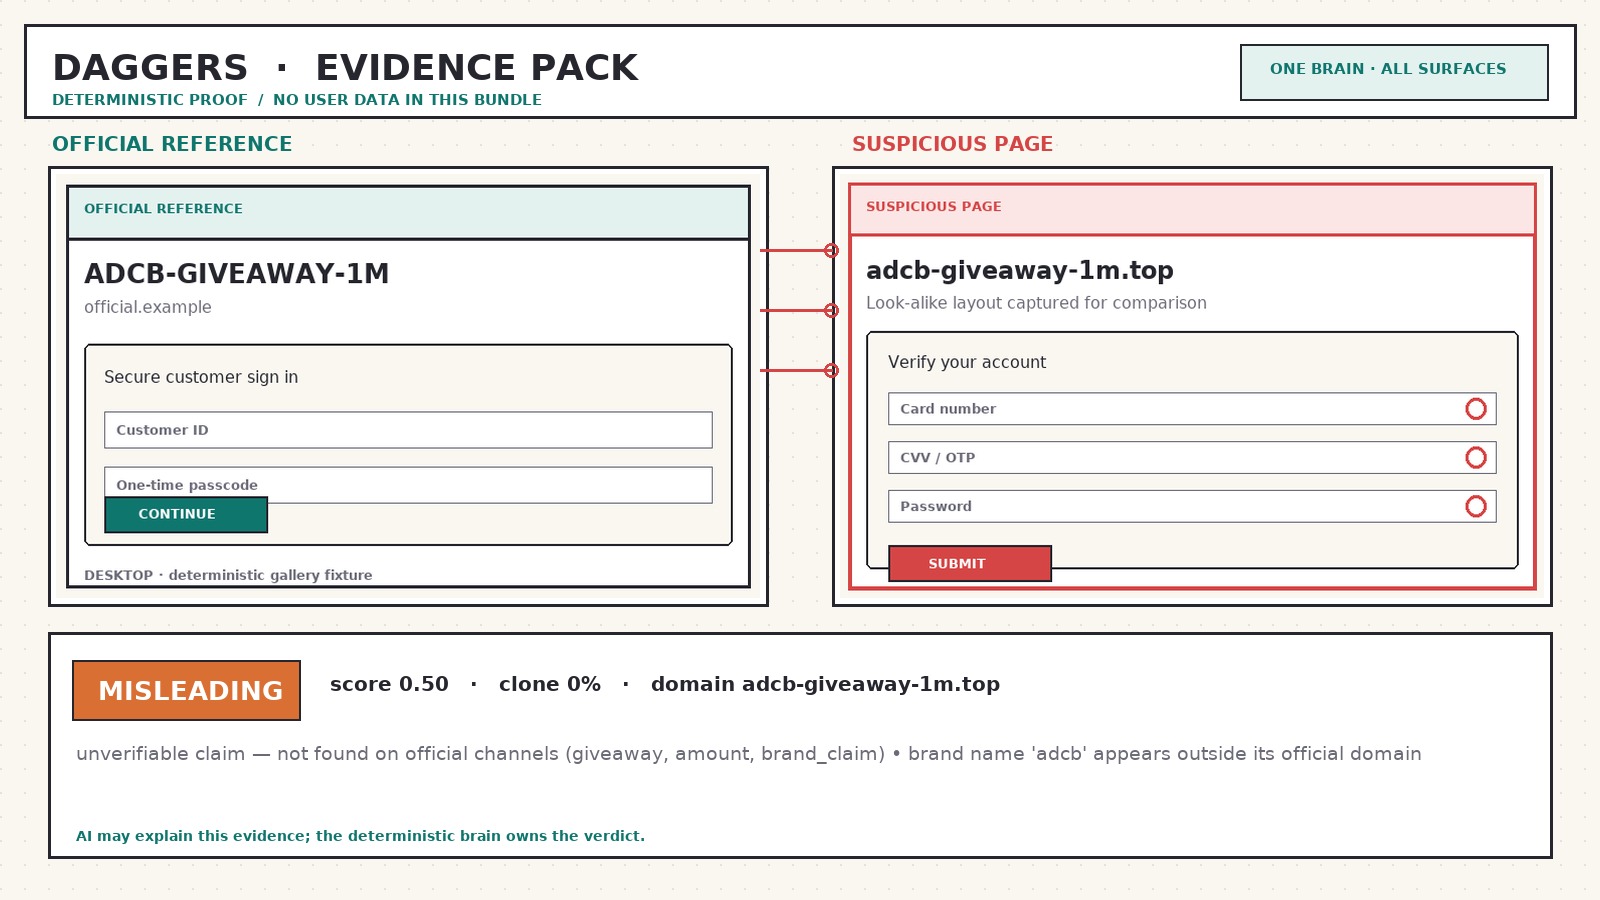 DAGGERS · EVIDENCE PACK
DETERMINISTIC PROOF / NO USER DATA IN THIS BUNDLE
ONE BRAIN · ALL SURFACES
OFFICIAL REFERENCE
OFFICIAL REFERENCE
ADCB-GIVEAWAY-1M
official.example
Secure customer sign in
Customer ID
One-time passcode
CONTINUE
DESKTOP · deterministic gallery fixture
SUSPICIOUS PAGE
SUSPICIOUS PAGE
adcb-giveaway-1m.top
Look-alike layout captured for comparison
Verify your account
Card number
CVV / OTP
Password
SUBMIT
MISLEADING
score 0.50 · clone 0% · domain adcb-giveaway-1m.top
unverifiable claim — not found on official channels (giveaway, amount, brand_claim) • brand name 'adcb' appears outside its official domain
AI may explain this evidence; the deterministic brain owns the verdict.